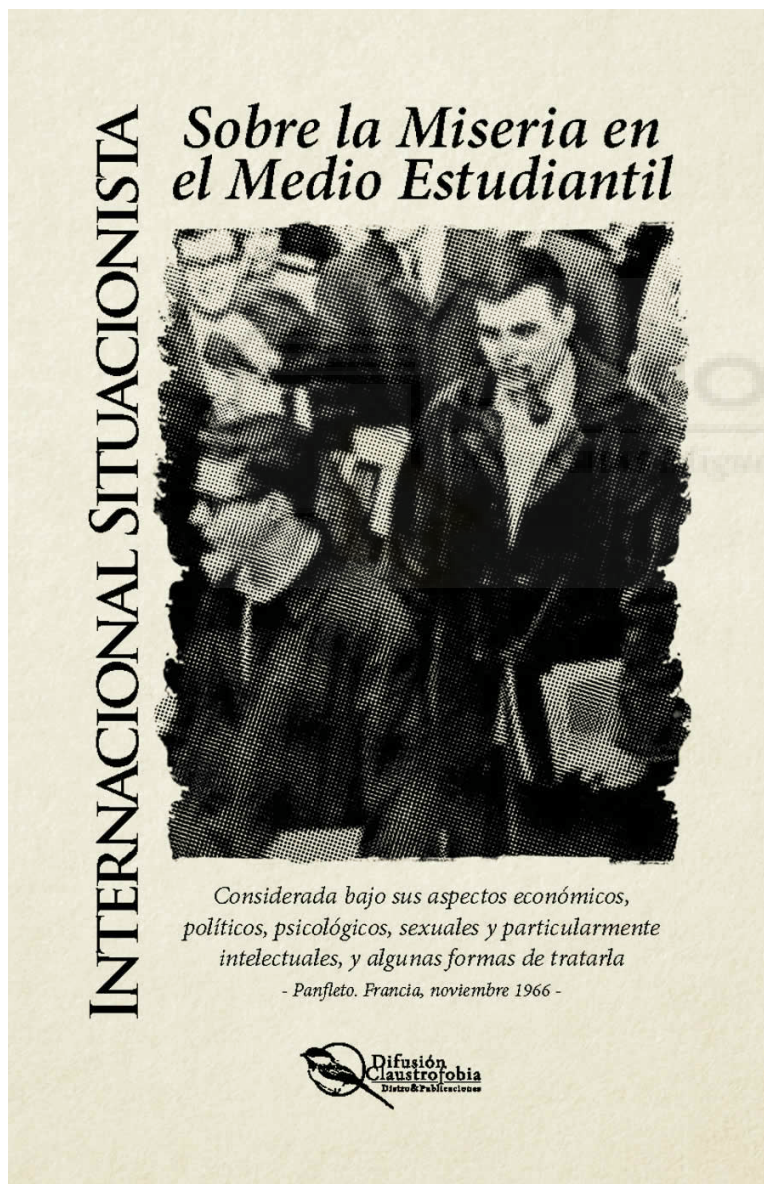 INTERNACIONAL SITUACIONISTA
Sobre la Miseria en
el Medio Estudiantil
Considerada bajo sus aspectos económicos,
políticos, psicológicos, sexuales y particularmente
intelectuales, y algunas formas de tratarla
- Panfleto. Francia, noviembre 1966 -
Difusión
Claustrofobia
Distro&Publicaciones